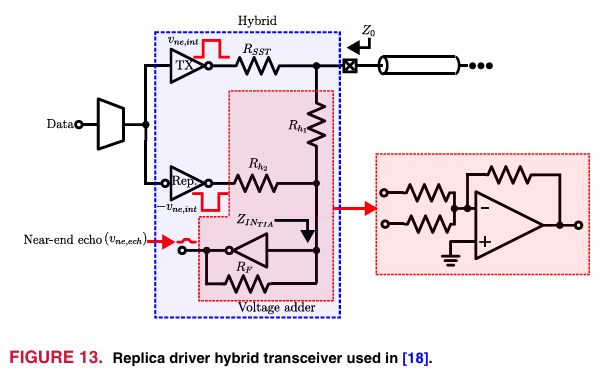 Hybrid
v_{ne,int}
Z_0
R_{SST}
TX
Data
R_{h_1}
R_{h_2}
Rep.
-v_{ne,int}
Z_{IN_{TIA}}
Near-end echo (v_{ne,ech})
R_F
Voltage adder
−
+
FIGURE 13. Replica driver hybrid transceiver used in [18].